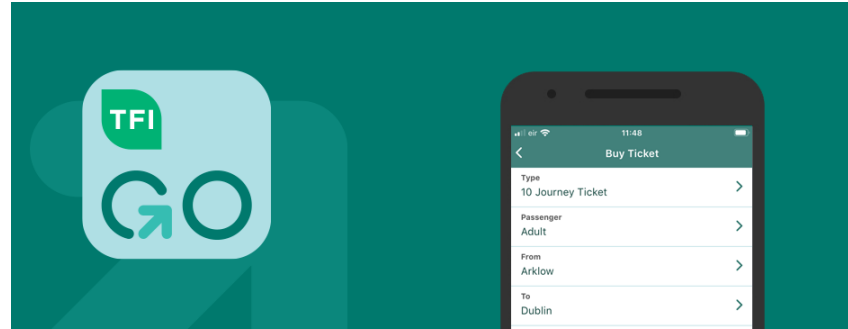 TFI
GO
eir
11:48
Buy Ticket
Type
10 Journey Ticket
Passenger
Adult
From
Arklow
To
Dublin